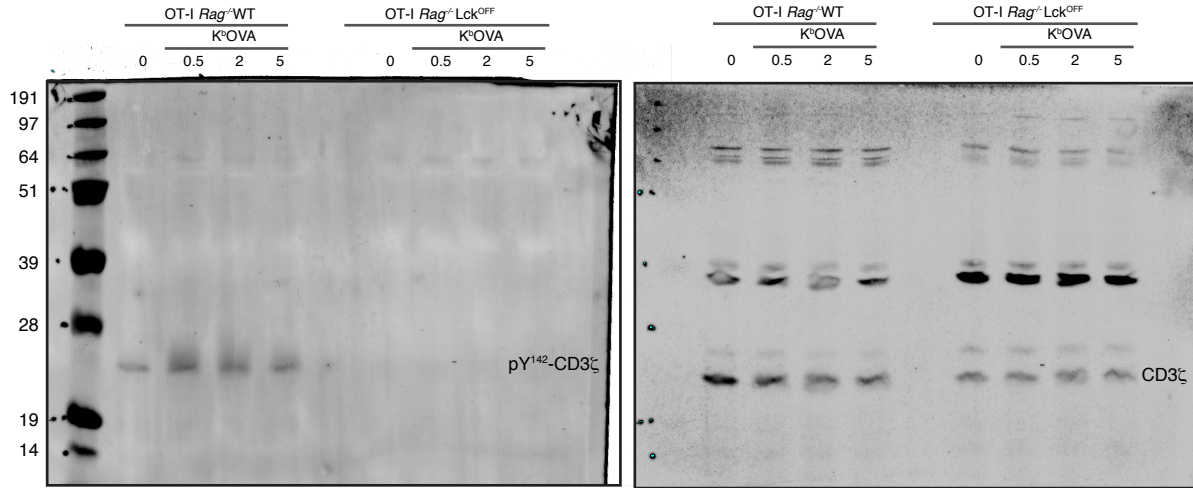 OT-I Rag⁻/⁻WT OT-I Rag⁻/⁻ Lckᴼᶠᶠ
KᵇOVA KᵇOVA
0 0.5 2 5 0 0.5 2 5
191
97
64
51
39
28
19
14
pY¹⁴²-CD3ζ
OT-I Rag⁻/⁻WT OT-I Rag⁻/⁻ Lckᴼᶠᶠ
KᵇOVA KᵇOVA
0 0.5 2 5 0 0.5 2 5
CD3ζ